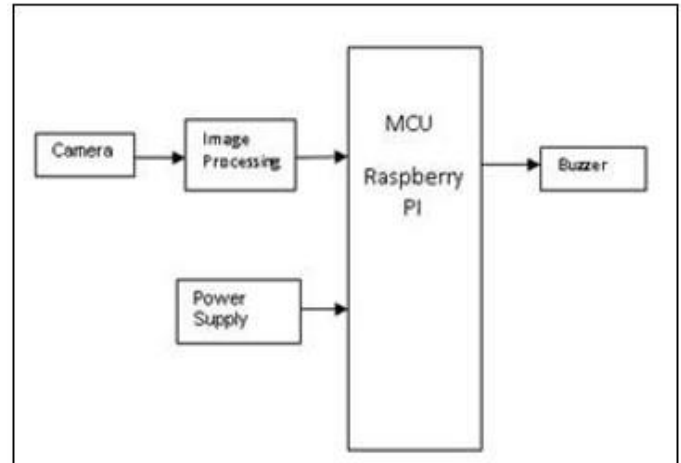 Camera
Image
Processing
MCU
Raspberry
PI
Buzzer
Power
Supply